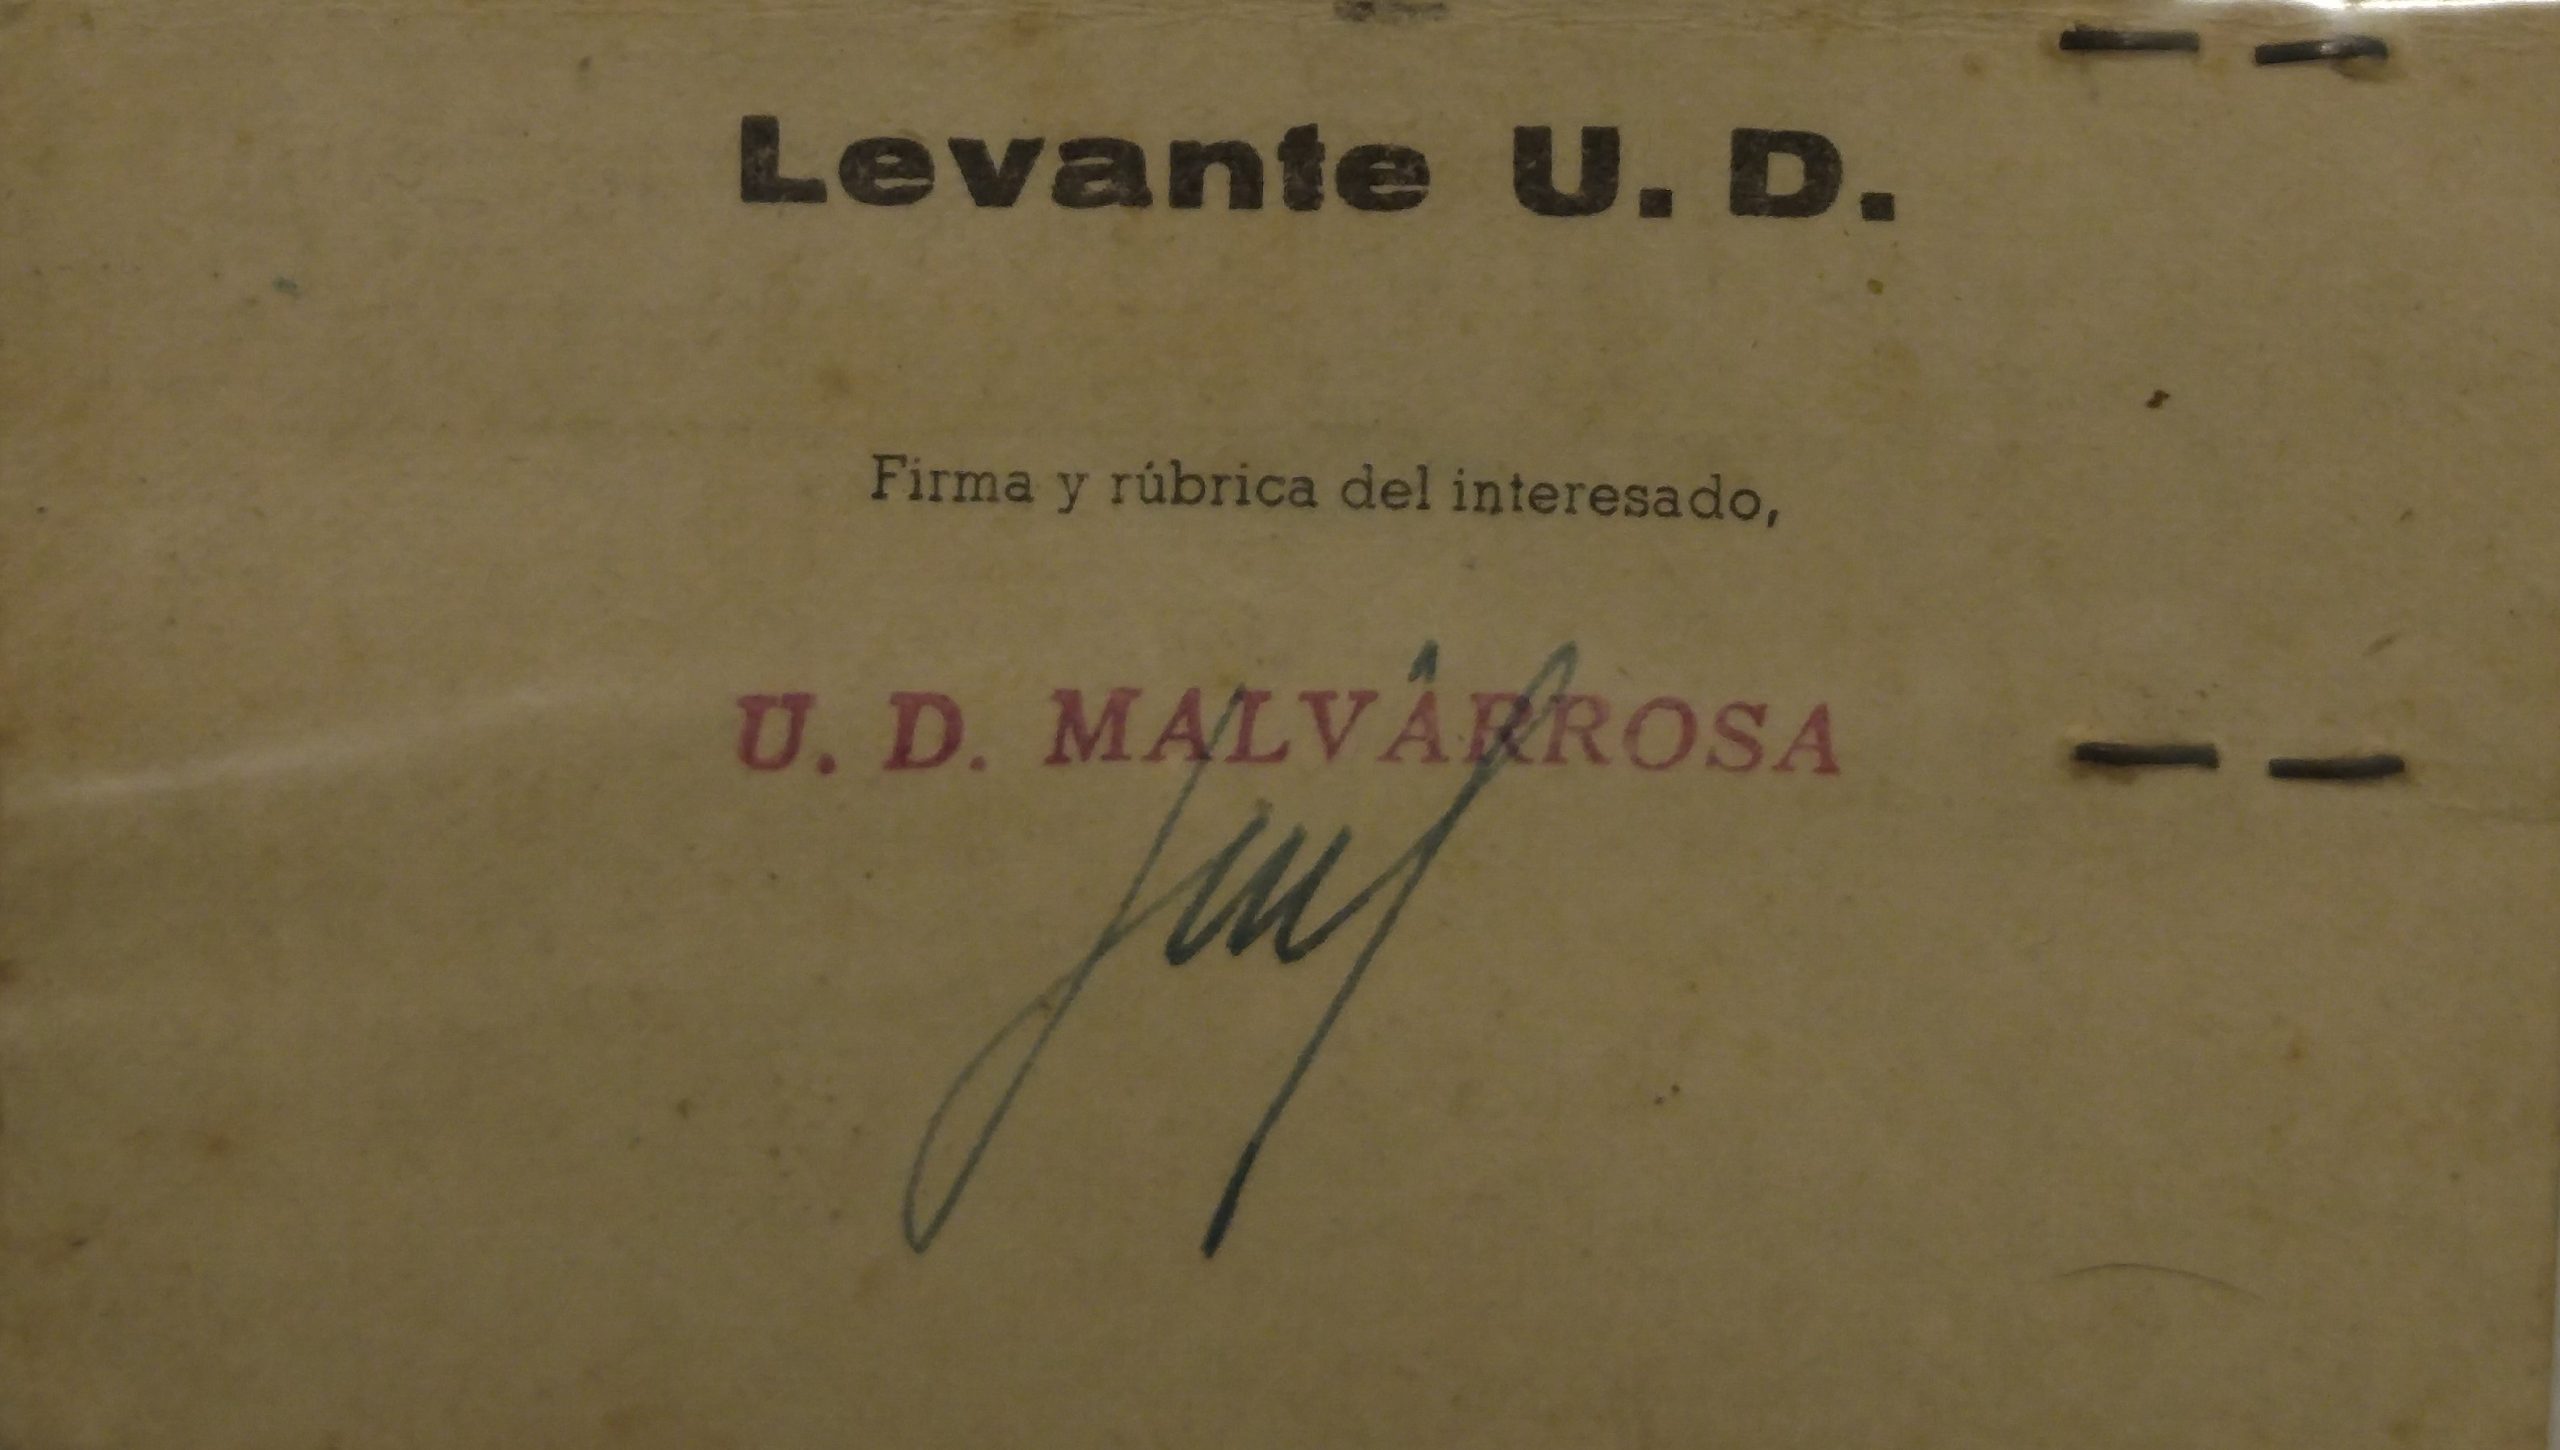 Levante U. D.
Firma y rúbrica del interesado,
U. D. MALVARROSA